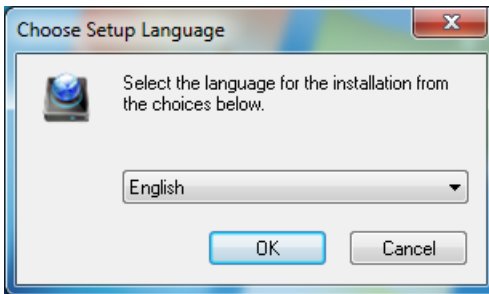 Choose Setup Language
Select the language for the installation from
the choices below.
English
OK
Cancel